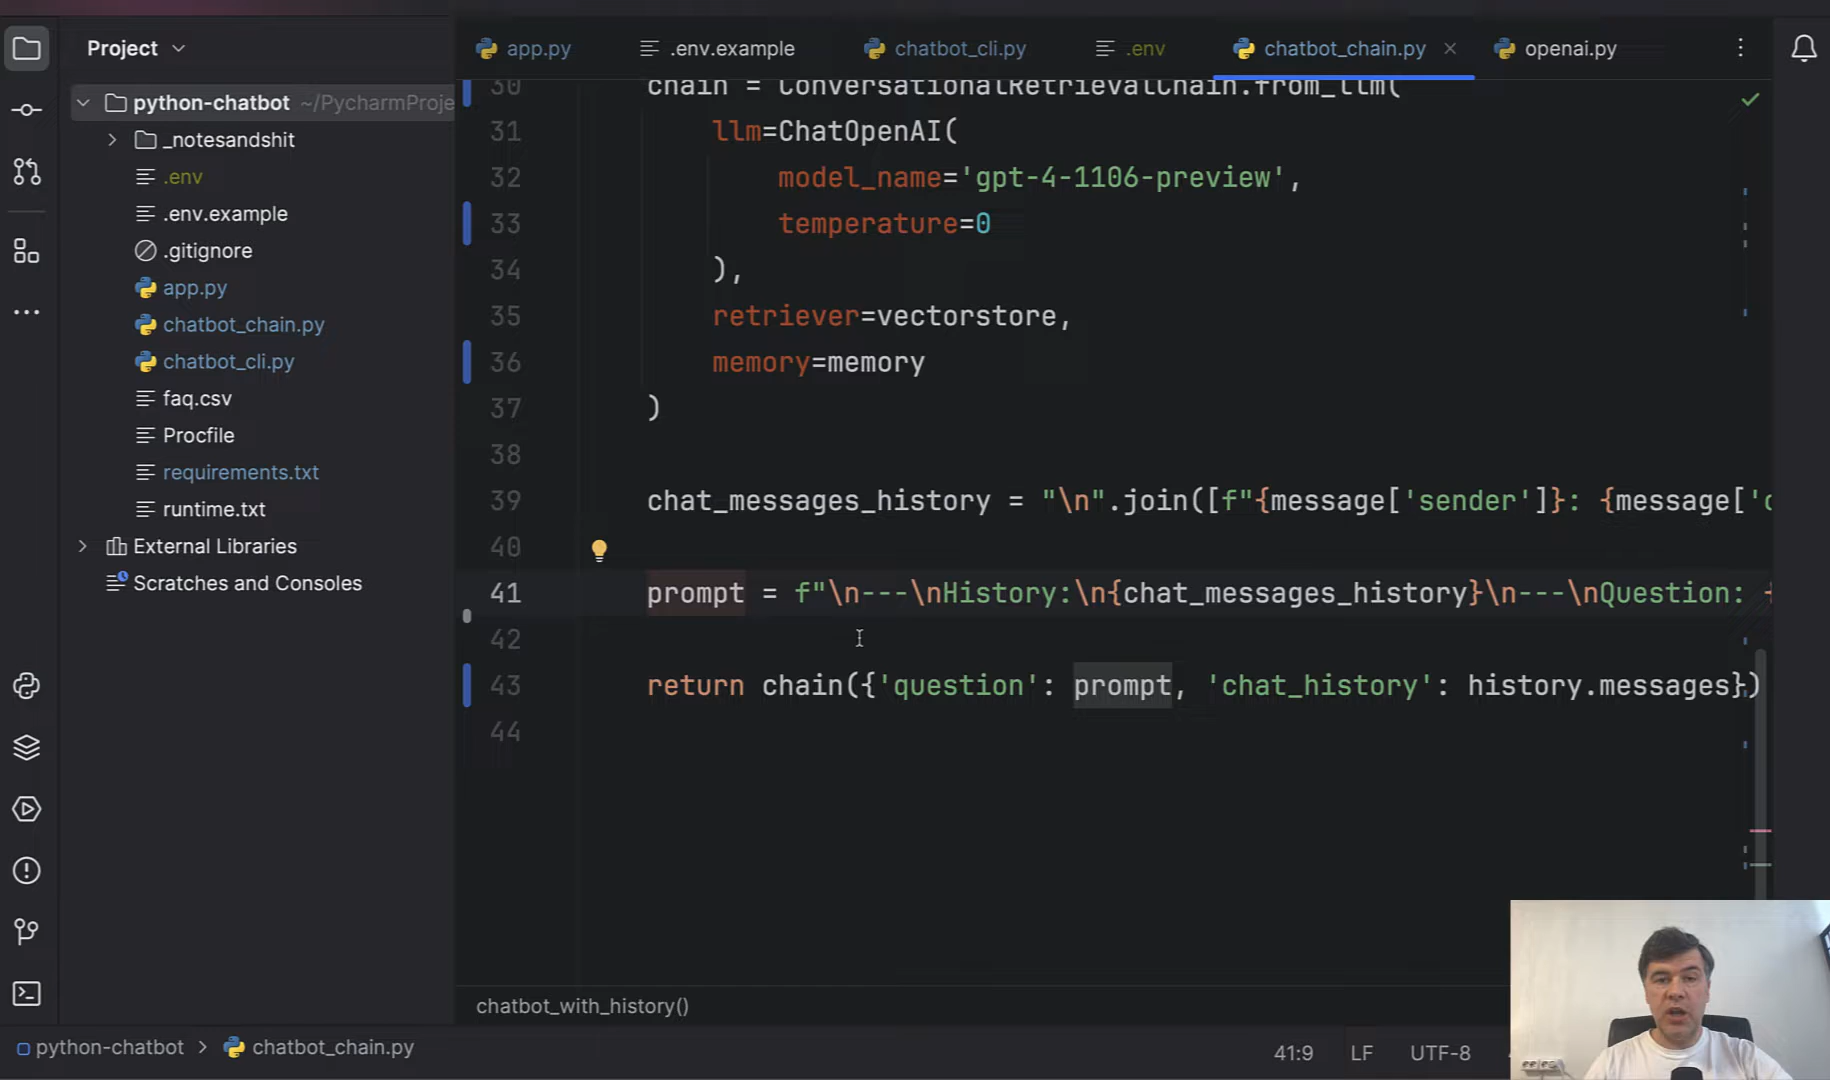 Project
app.py
.env.example
chatbot_cli.py
.env
chatbot_chain.py
openai.py
python-chatbot ~/PycharmProje
_notesandshit
.env
.env.example
.gitignore
app.py
chatbot_chain.py
chatbot_cli.py
faq.csv
Procfile
requirements.txt
runtime.txt
External Libraries
Scratches and Consoles
30 chain = ConversationalRetrievalChain.from_llm(
31 llm=ChatOpenAI(
32 model_name='gpt-4-1106-preview',
33 temperature=0
34 ),
35 retriever=vectorstore,
36 memory=memory
37 )
38
39 chat_messages_history = "\n".join([f"{message['sender']}: {message['
40
41 prompt = f"\n---\nHistory:\n{chat_messages_history}\n---\nQuestion: {
42
43 return chain({'question': prompt, 'chat_history': history.messages})
44
chatbot_with_history()
python-chatbot > chatbot_chain.py
41:9 LF UTF-8